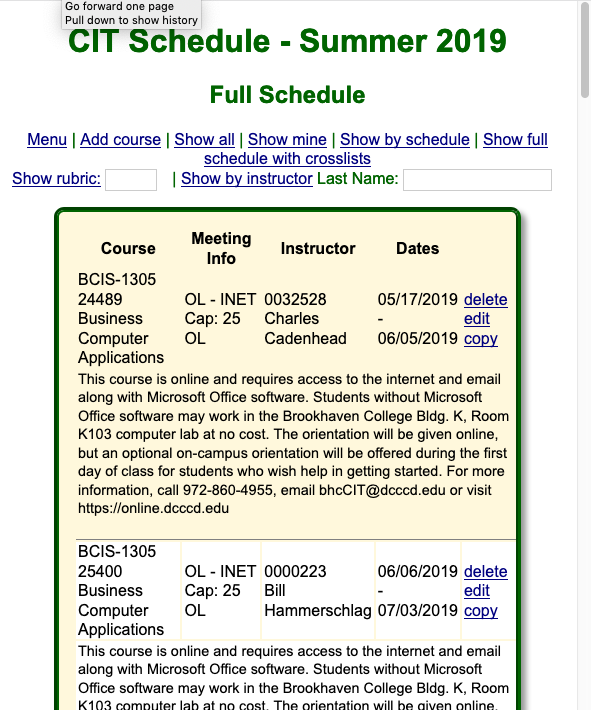 Go forward one page
Pull down to show history
CIT Schedule - Summer 2019
Full Schedule
Menu | Add course | Show all | Show mine | Show by schedule | Show full
schedule with crosslists
Show rubric: | Show by instructor Last Name:
Course Meeting Info Instructor Dates
BCIS-1305
24489 OL - INET 0032528 05/17/2019 delete
Business Cap: 25 Charles - edit
Computer OL Cadenhead 06/05/2019 copy
Applications
This course is online and requires access to the internet and email
along with Microsoft Office software. Students without Microsoft
Office software may work in the Brookhaven College Bldg. K, Room
K103 computer lab at no cost. The orientation will be given online,
but an optional on-campus orientation will be offered during the first
day of class for students who wish help in getting started. For more
information, call 972-860-4955, email bhcCIT@dcccd.edu or visit
https://online.dcccd.edu
BCIS-1305
25400 OL - INET 0000223 06/06/2019 delete
Business Cap: 25 Bill - edit
Computer OL Hammerschlag 07/03/2019 copy
Applications
This course is online and requires access to the internet and email
along with Microsoft Office software. Students without Microsoft
Office software may work in the Brookhaven College Bldg. K, Room
K103 computer lab at no cost. The orientation will be given online,